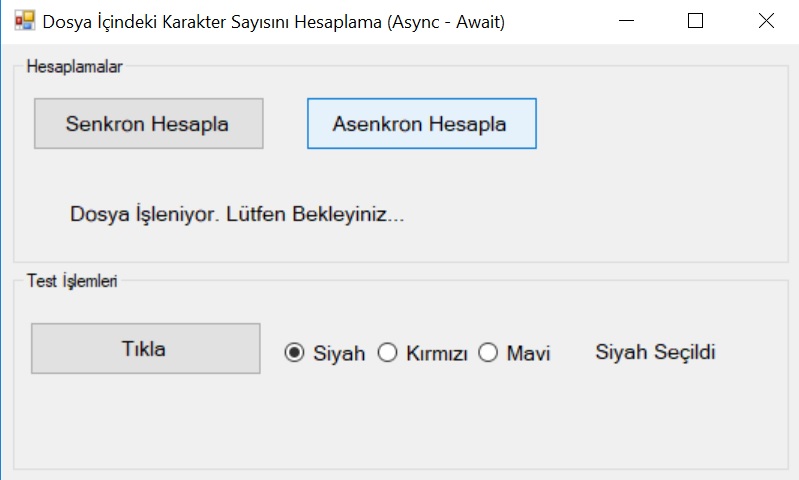 Dosya İçindeki Karakter Sayısını Hesaplama (Async - Await)
Hesaplamalar
Senkron Hesapla Asenkron Hesapla
Dosya İşleniyor. Lütfen Bekleyiniz...
Test İşlemleri
Tıkla Siyah Kırmızı Mavi Siyah Seçildi